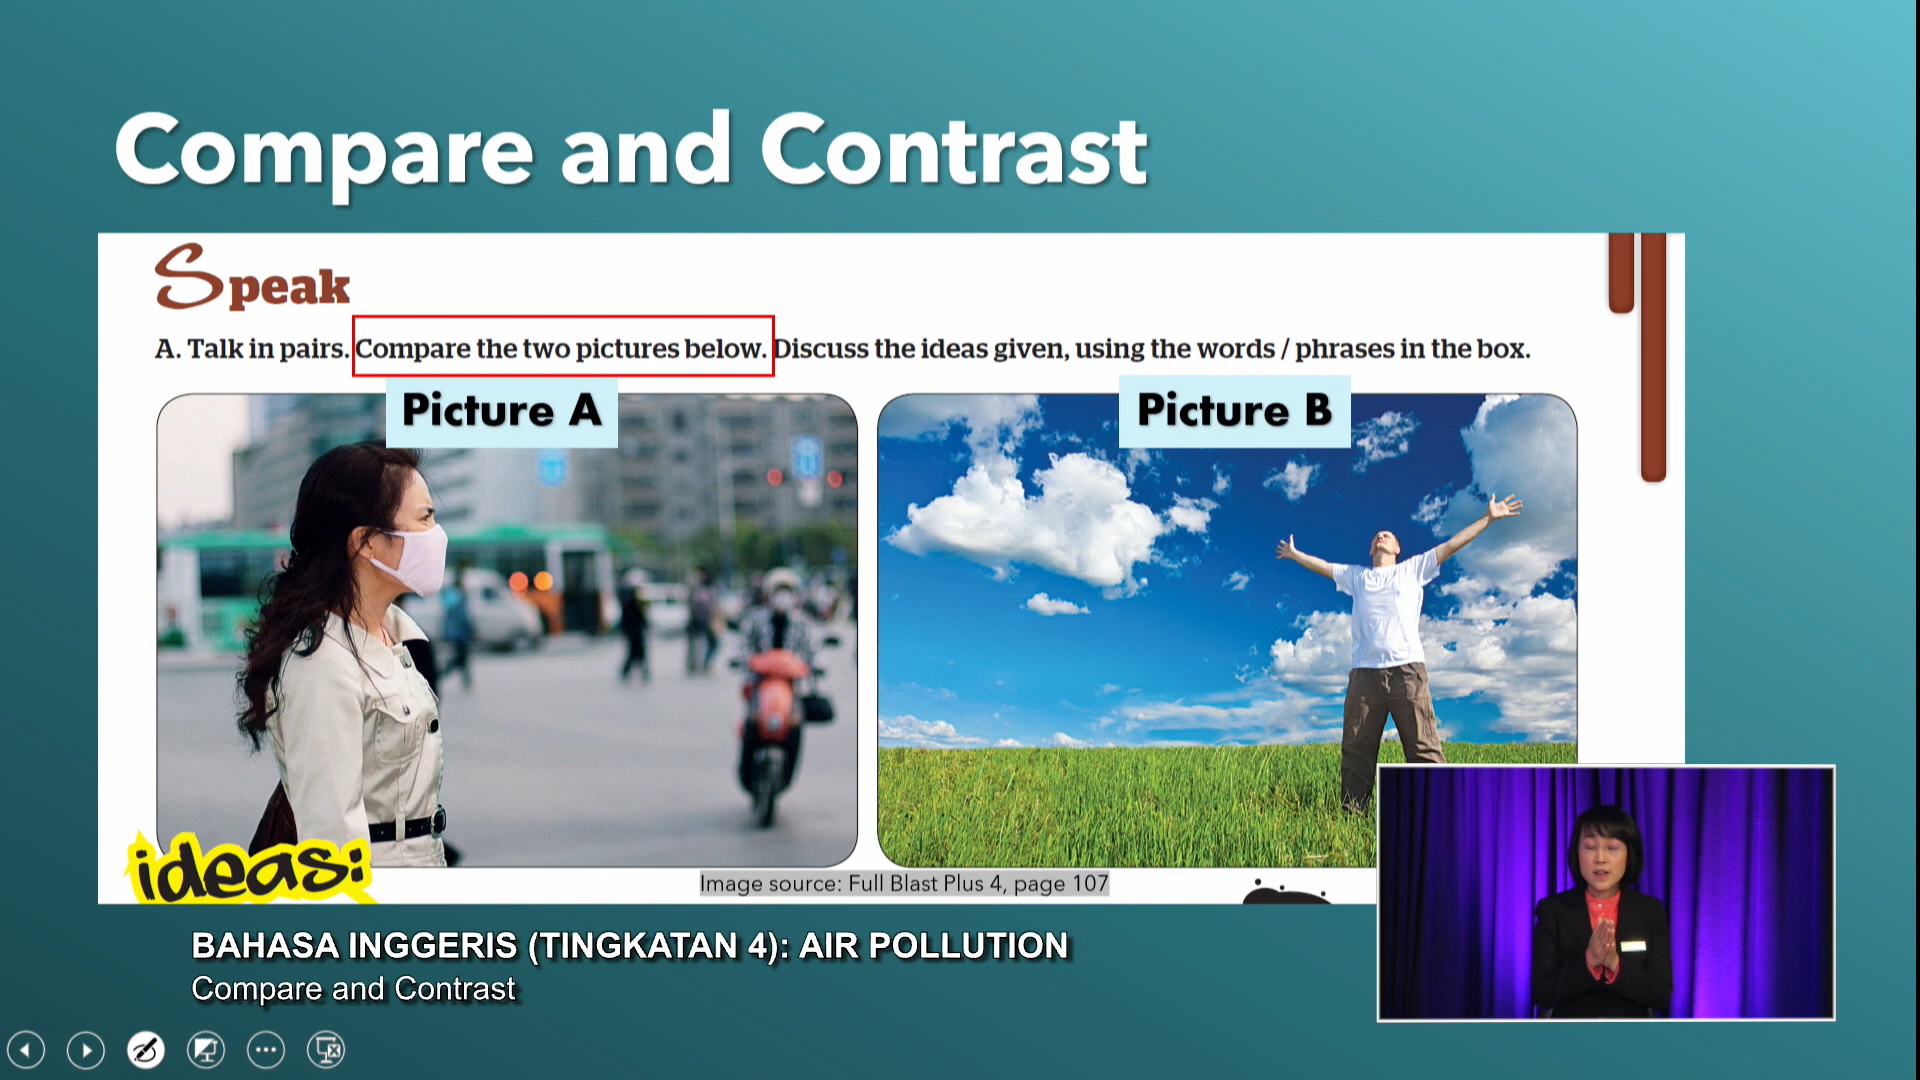 Compare and Contrast
Speak
A. Talk in pairs. Compare the two pictures below. Discuss the ideas given, using the words / phrases in the box.
Picture A
Picture B
ideas:
Image source: Full Blast Plus 4, page 107
BAHASA INGGERIS (TINGKATAN 4): AIR POLLUTION
Compare and Contrast